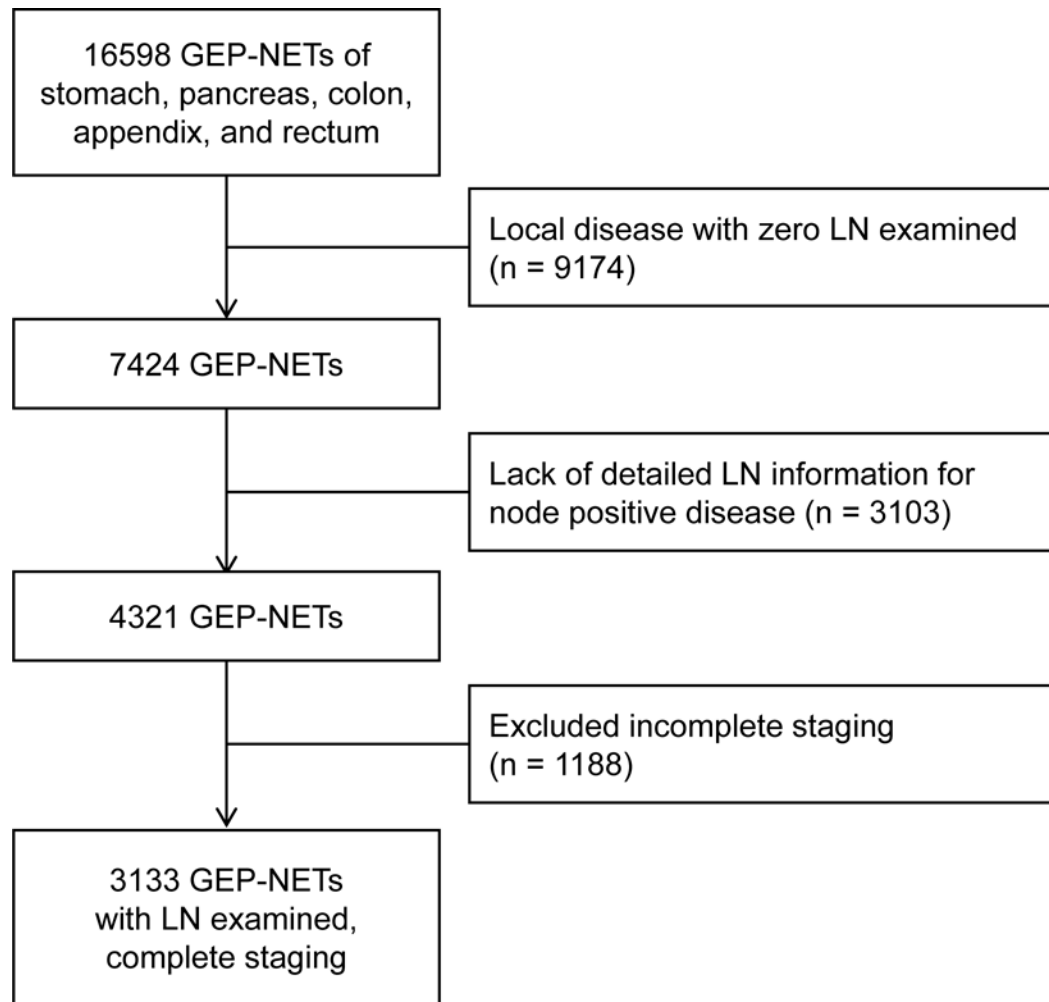 16598 GEP-NETs of
stomach, pancreas, colon,
appendix, and rectum
Local disease with zero LN examined
(n = 9174)
7424 GEP-NETs
Lack of detailed LN information for
node positive disease (n = 3103)
4321 GEP-NETs
Excluded incomplete staging
(n = 1188)
3133 GEP-NETs
with LN examined,
complete staging